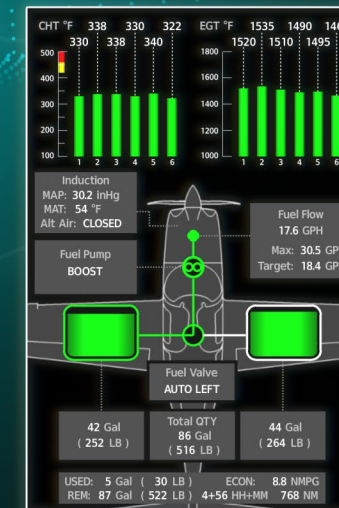 CHT °F 338 330 322
330 338 340
500
400
300
200
100
1 2 3 4 5 6
EGT °F 1535 1490
1520 1510 1495
1800
1600
1400
1200
1000
1 2 3 4 5 6
Induction
MAP: 30.2 inHg
MAT: 54 °F
Alt Air: CLOSED
Fuel Flow
17.6 GPH
Max: 30.5
Target: 18.4
Fuel Pump
BOOST
Fuel Valve
AUTO LEFT
42 Gal
( 252 LB )
Total QTY
86 Gal
( 516 LB )
44 Gal
( 264 LB )
USED: 5 Gal ( 30 LB ) ECON: 8.8 NMPG
REM: 87 Gal ( 522 LB ) 4+56 HH+MM 768 NM